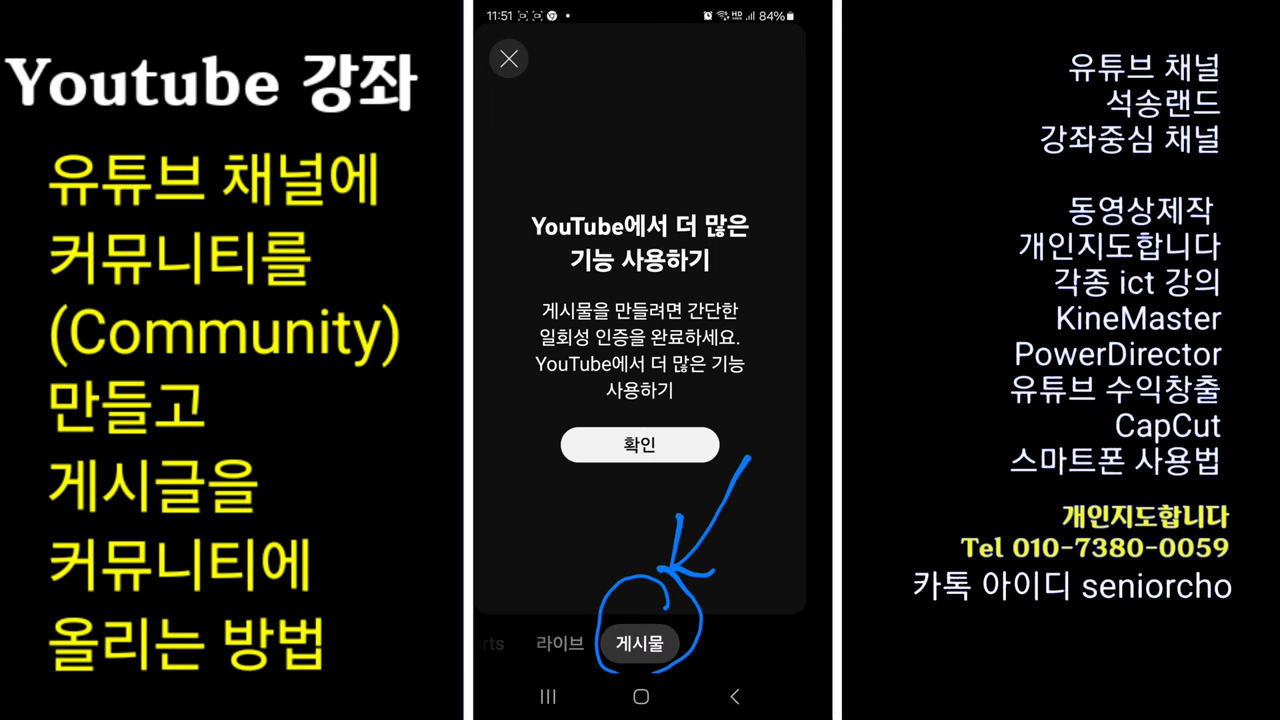 Youtube 강좌
유튜브 채널에
커뮤니티를
(Community)
만들고
게시글을
커뮤니티에
올리는 방법
11:51
HD
84%
YouTube에서 더 많은
기능 사용하기
게시물을 만들려면 간단한
일회성 인증을 완료하세요.
YouTube에서 더 많은 기능
사용하기
확인
rts 라이브 게시물
유튜브 채널
석송랜드
강좌중심 채널
동영상제작
개인지도합니다
각종 ict 강의
KineMaster
PowerDirector
유튜브 수익창출
CapCut
스마트폰 사용법
개인지도합니다
Tel 010-7380-0059
카톡 아이디 seniorcho